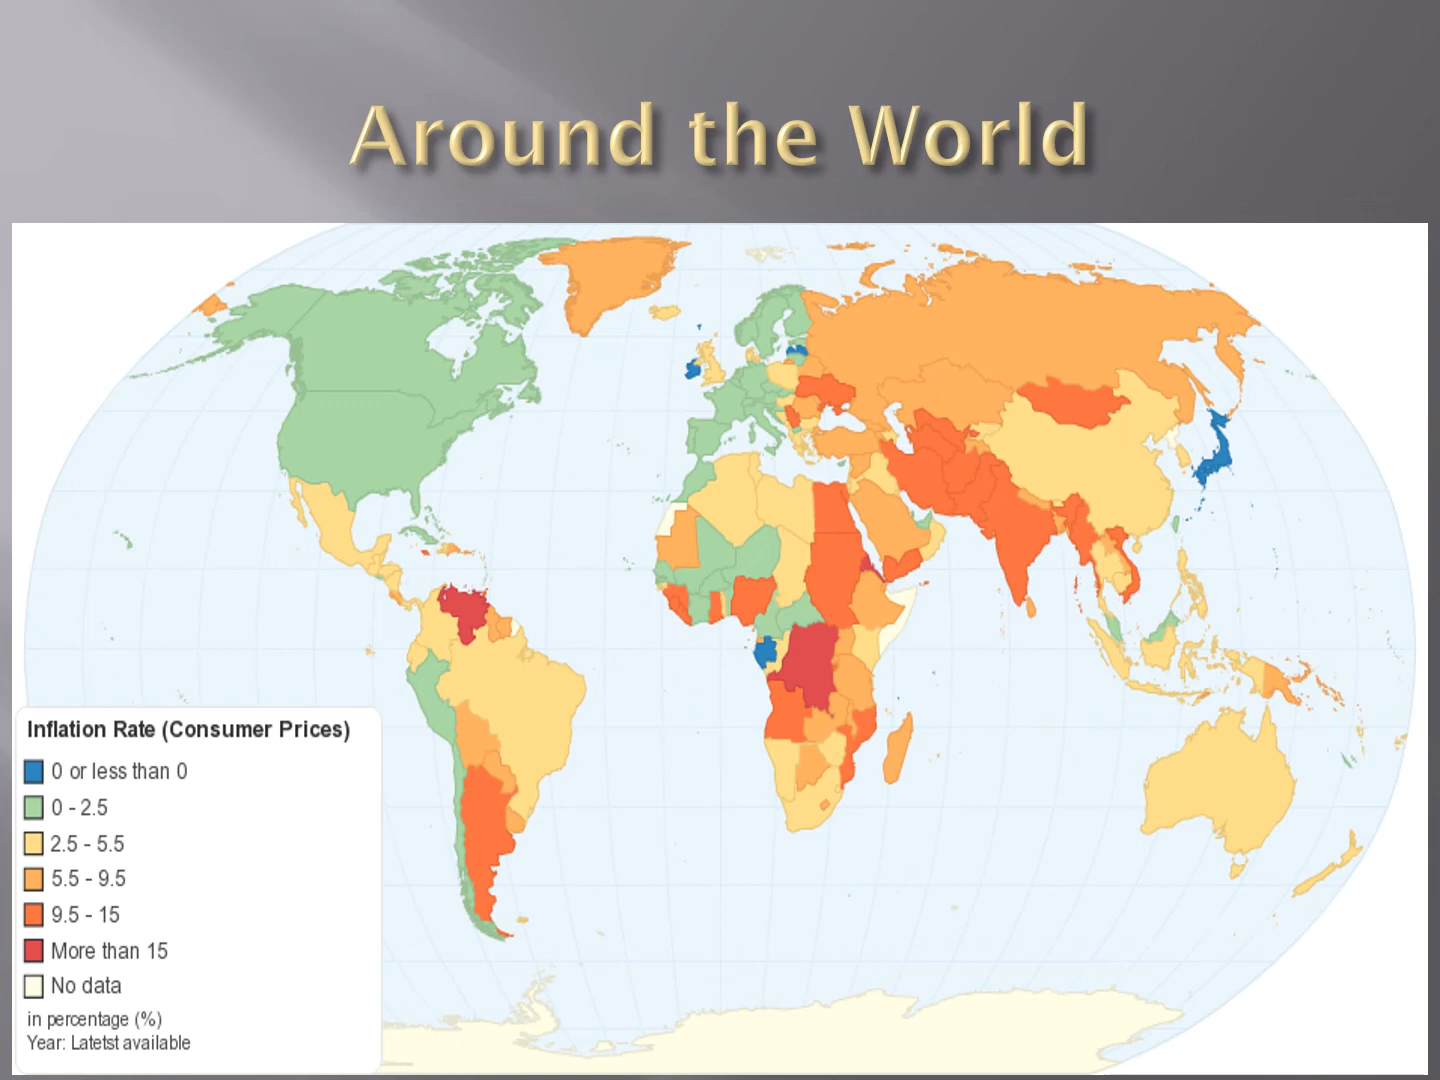 Around the World
Inflation Rate (Consumer Prices)
0 or less than 0
0 - 2.5
2.5 - 5.5
5.5 - 9.5
9.5 - 15
More than 15
No data
in percentage (%)
Year: Latetst available